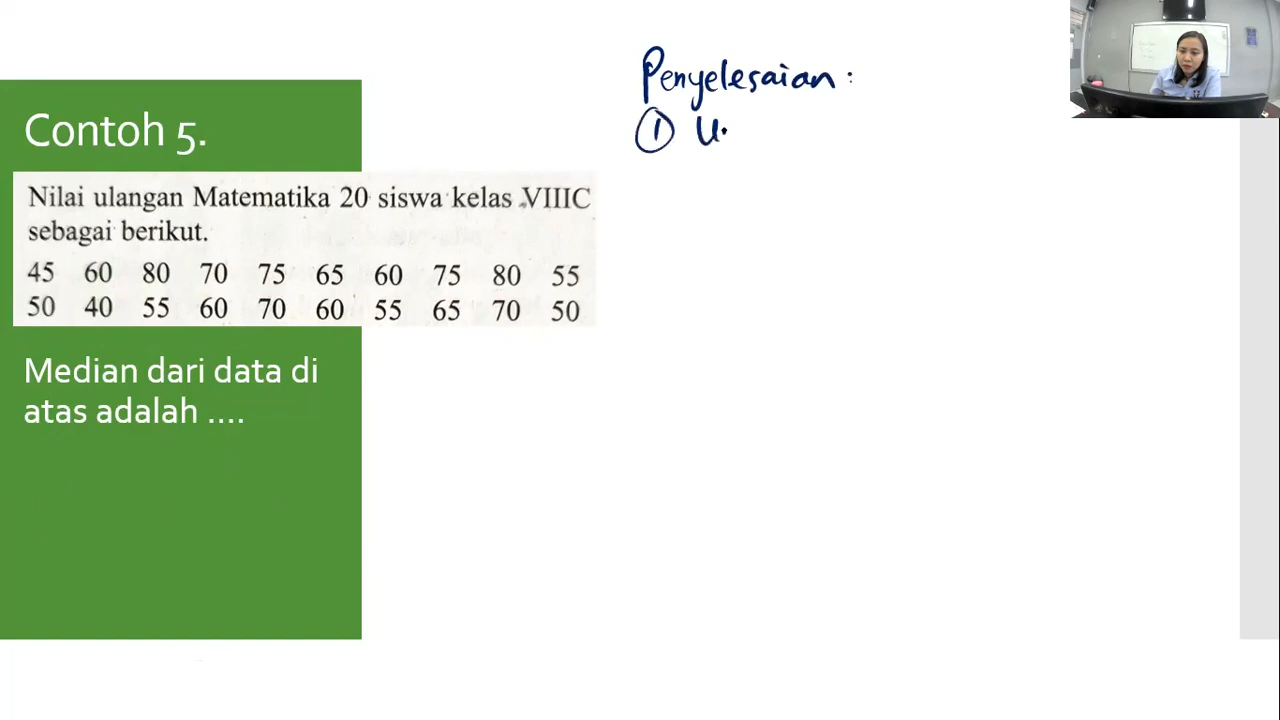 Contoh 5.
Nilai ulangan Matematika 20 siswa kelas VIIIC
sebagai berikut.
45 60 80 70 75 65 60 75 80 55
50 40 55 60 70 60 55 65 70 50
Median dari data di
atas adalah ....
Penyelesaian :
① U